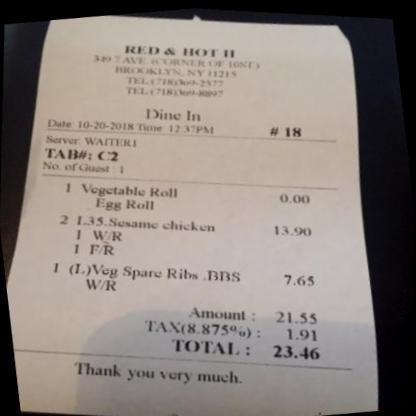 RED & HOT II
349 7 AVE. (CORNER OF 10ST.)
BROOKLYN, NY 11215
TEL (718)369-2577
TEL (718)369-8897
Dine In
Date: 10-20-2018 Time: 12:37PM # 18
Server: WAITER1
TAB#: C2
No. of Guest : 1
1 Vegetable Roll 0.00
Egg Roll
2 L35.Sesame chicken 13.90
1 W/R
1 F/R
1 (L)Veg Spare Ribs .BBS 7.65
W/R
Amount : 21.55
TAX(8.875%) : 1.91
TOTAL : 23.46
Thank you very much.